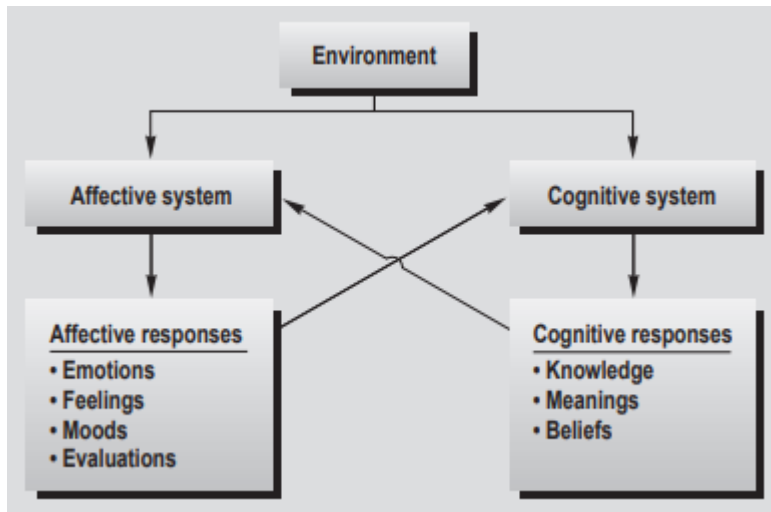 Environment
Affective system
Cognitive system
Affective responses
• Emotions
• Feelings
• Moods
• Evaluations
Cognitive responses
• Knowledge
• Meanings
• Beliefs